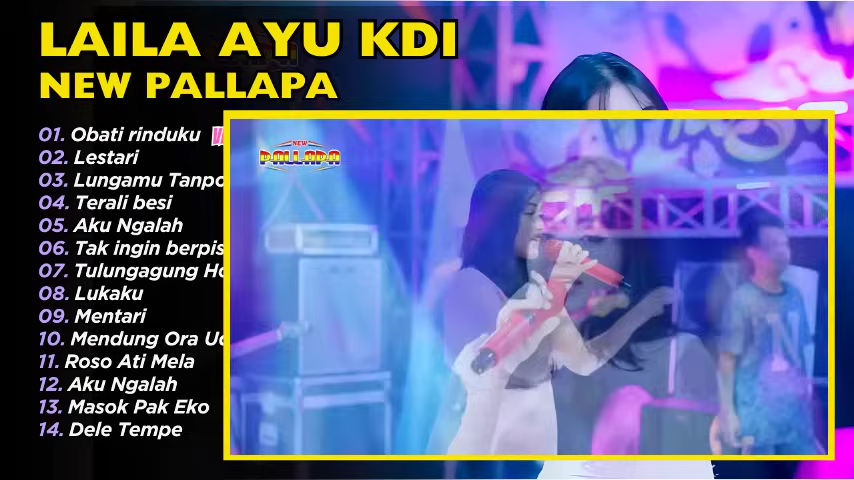 LAILA AYU KDI
NEW PALLAPA
01. Obati rinduku
02. Lestari
03. Lungamu Tanpo
04. Terali besi
05. Aku Ngalah
06. Tak ingin berpis
07. Tulungagung Ho
08. Lukaku
09. Mentari
10. Mendung Ora Ud
11. Roso Ati Mela
12. Aku Ngalah
13. Masok Pak Eko
14. Dele Tempe
NEW
PALLAPA